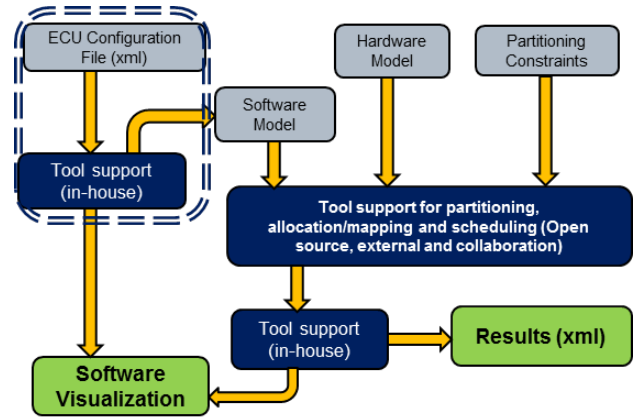 ECU Configuration
File (xml)
Hardware
Model
Partitioning
Constraints
Software
Model
Tool support
(in-house)
Tool support for partitioning,
allocation/mapping and scheduling (Open
source, external and collaboration)
Tool support
(in-house)
Results (xml)
Software
Visualization